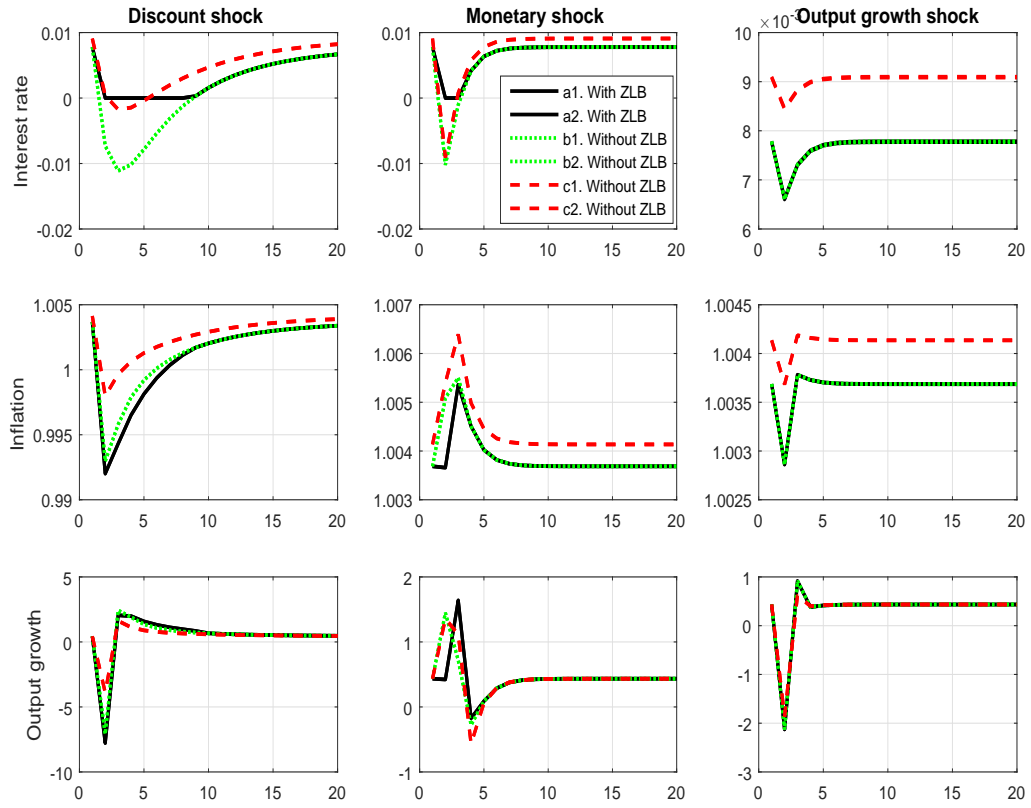 Discount shock
Monetary shock
×10⁻³ Output growth shock
Interest rate
0.01
0
-0.01
-0.02
0 5 10 15 20
0.01
0
-0.01
-0.02
0 5 10 15 20
a1. With ZLB
a2. With ZLB
b1. Without ZLB
b2. Without ZLB
c1. Without ZLB
c2. Without ZLB
10
9
8
7
6
0 5 10 15 20
Inflation
1.005
1
0.995
0.99
0 5 10 15 20
1.007
1.006
1.005
1.004
1.003
0 5 10 15 20
1.0045
1.004
1.0035
1.003
1.0025
0 5 10 15 20
Output growth
5
0
-5
-10
0 5 10 15 20
2
1
0
-1
0 5 10 15 20
1
0
-1
-2
-3
0 5 10 15 20